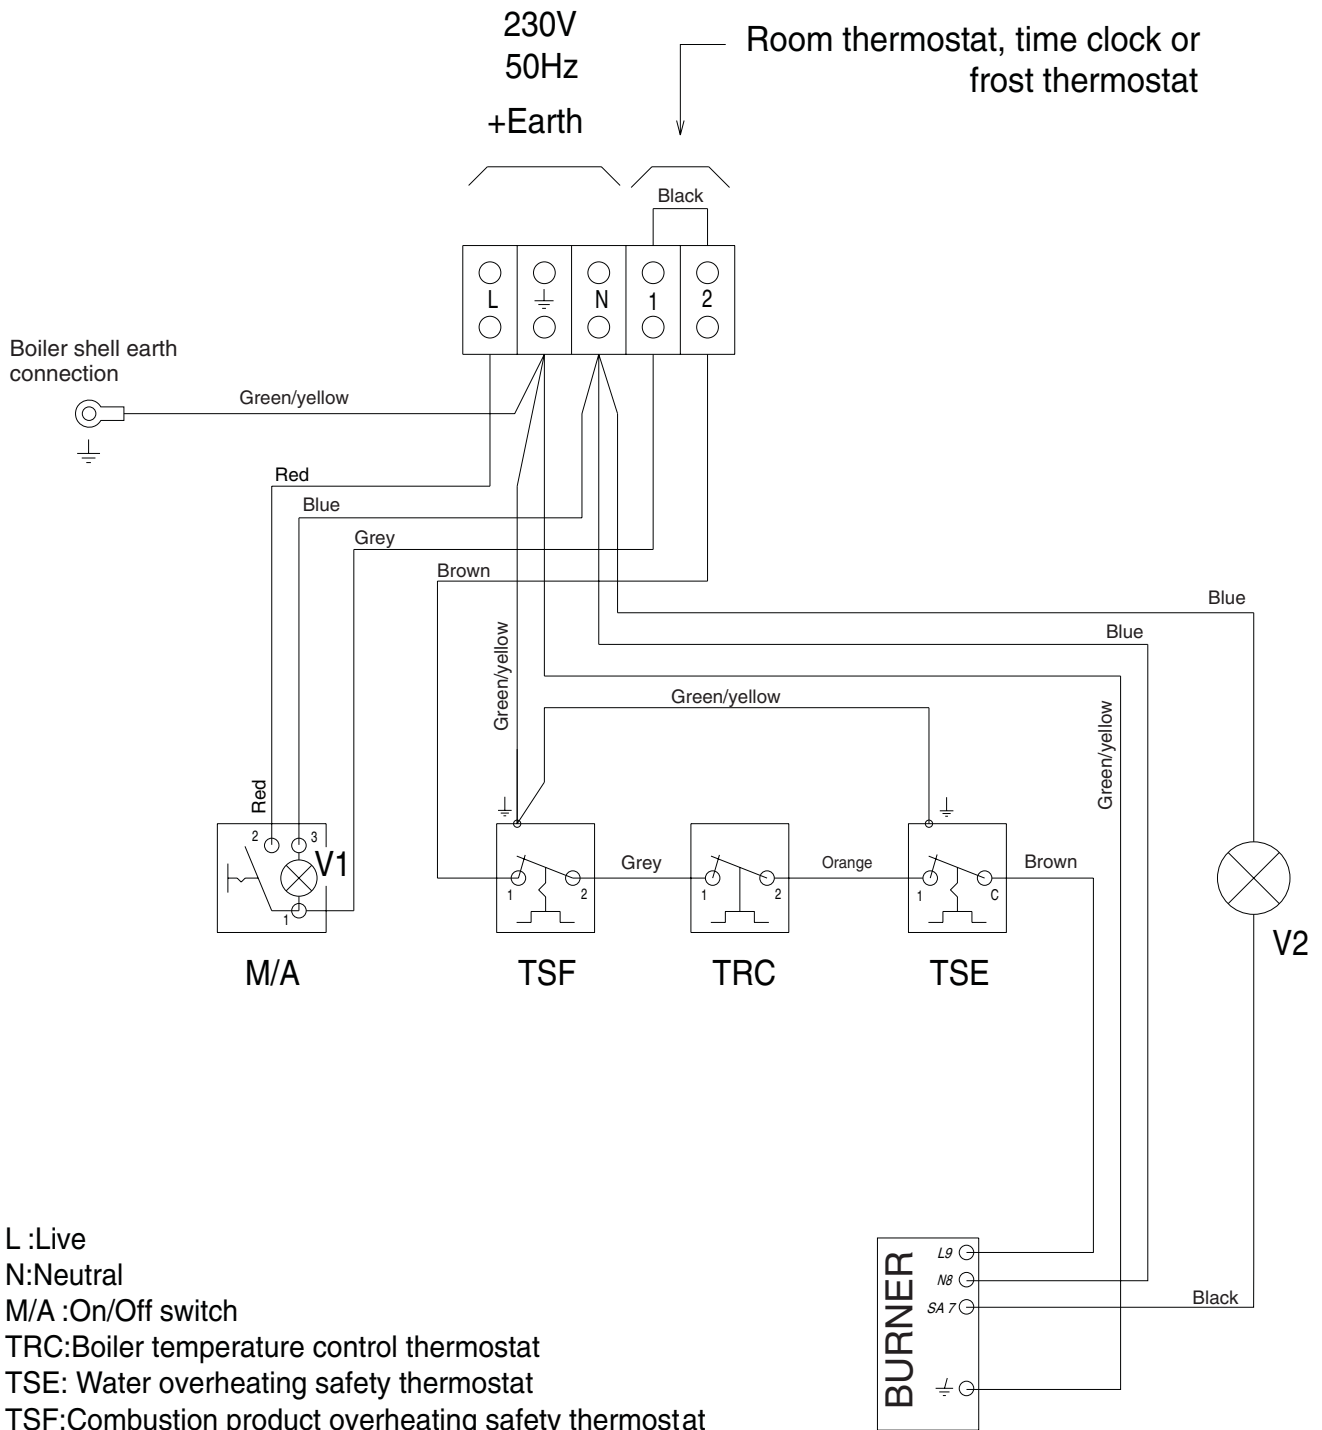 230V
50Hz
+Earth
Room thermostat, time clock or
frost thermostat
Black
L
N
1
2
Boiler shell earth
connection
Green/yellow
Red
Blue
Grey
Brown
Blue
Blue
Green/yellow
Green/yellow
Green/yellow
Red
2
3
V1
1
M/A
1
2
TSF
Grey
1
2
TRC
Orange
1
C
TSE
Brown
V2
BURNER
L9
N8
SA 7
Black
L :Live
N:Neutral
M/A :On/Off switch
TRC:Boiler temperature control thermostat
TSE: Water overheating safety thermostat
TSF:Combustion product overheating safety thermostat